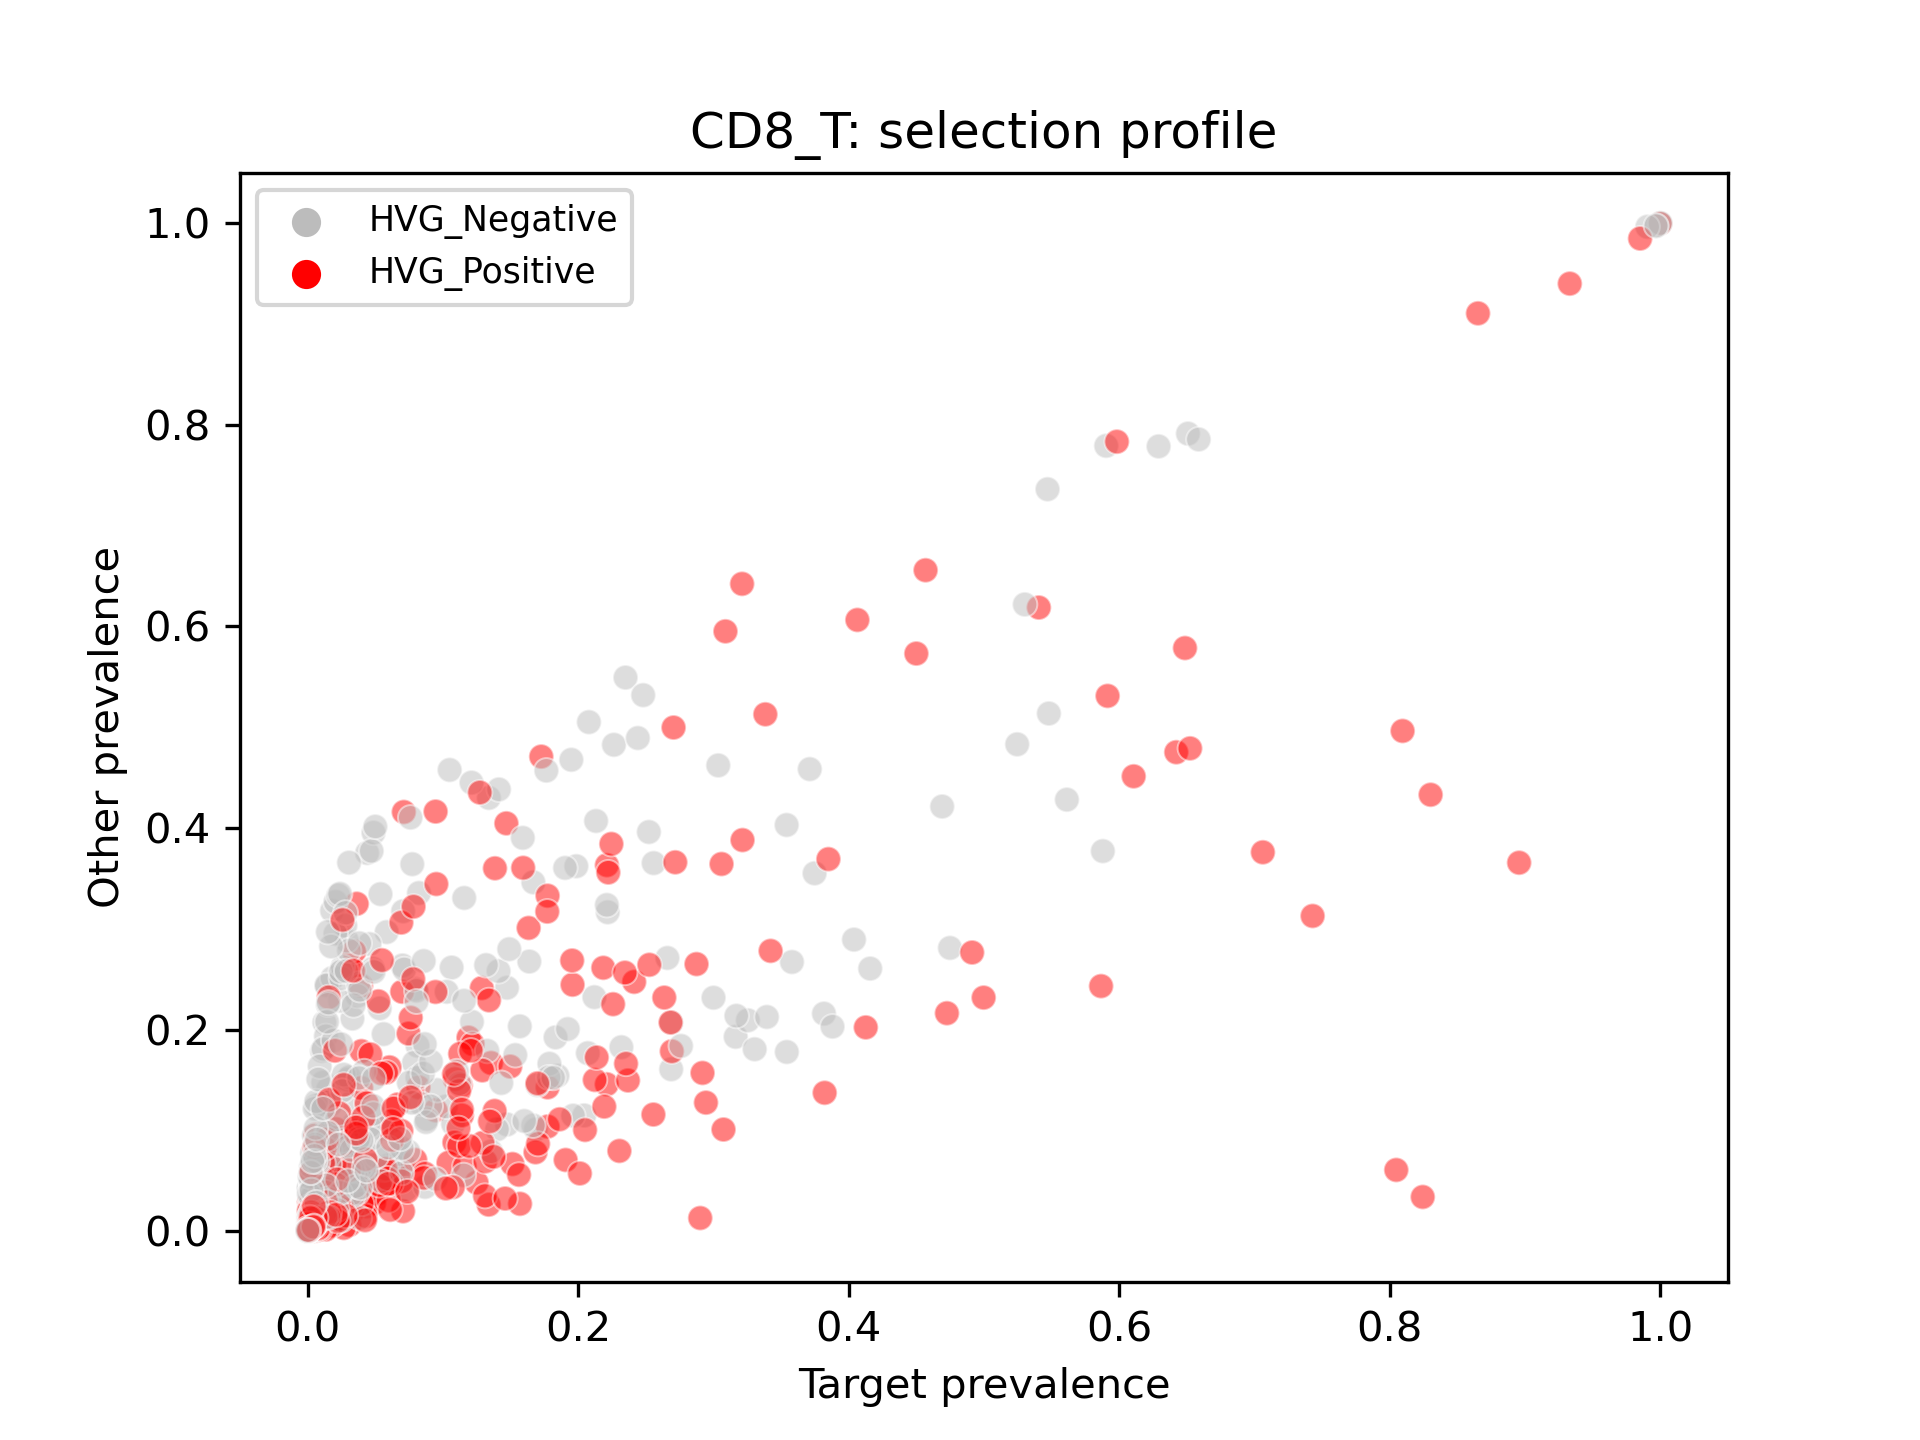 CD8_T: selection profile
HVG_Negative
HVG_Positive
1.0
0.8
0.6
0.4
0.2
0.0
Other prevalence
0.0 0.2 0.4 0.6 0.8 1.0
Target prevalence